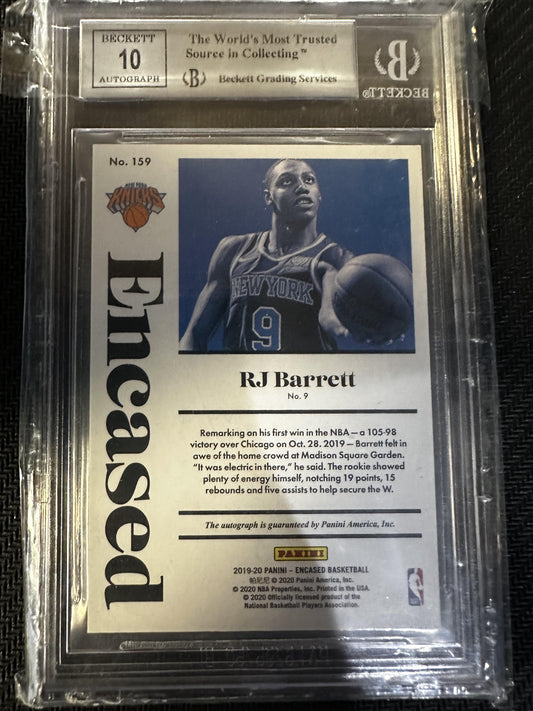 BECKETT
10
AUTOGRAPH
The World's Most Trusted
Source in Collecting™
B Beckett Grading Services
B
BECKETT®
No. 159
NEW YORK
KNICKS
Encased
NEW YORK
9
RJ Barrett
No. 9
Remarking on his first win in the NBA — a 105-98
victory over Chicago on Oct. 28. 2019 — Barrett felt in
awe of the home crowd at Madison Square Garden.
"It was electric in there," he said. The rookie showed
plenty of energy himself, notching 19 points, 15
rebounds and five assists to help secure the W.
The autograph is guaranteed by Panini America, Inc.
PANINI
2019-20 PANINI – ENCASED BASKETBALL
帕尼尼 © 2020 Panini America, Inc.
© 2020 NBA Properties, Inc. Printed in the USA.
© 2020 Officially licensed product of the
National Basketball Players Association.